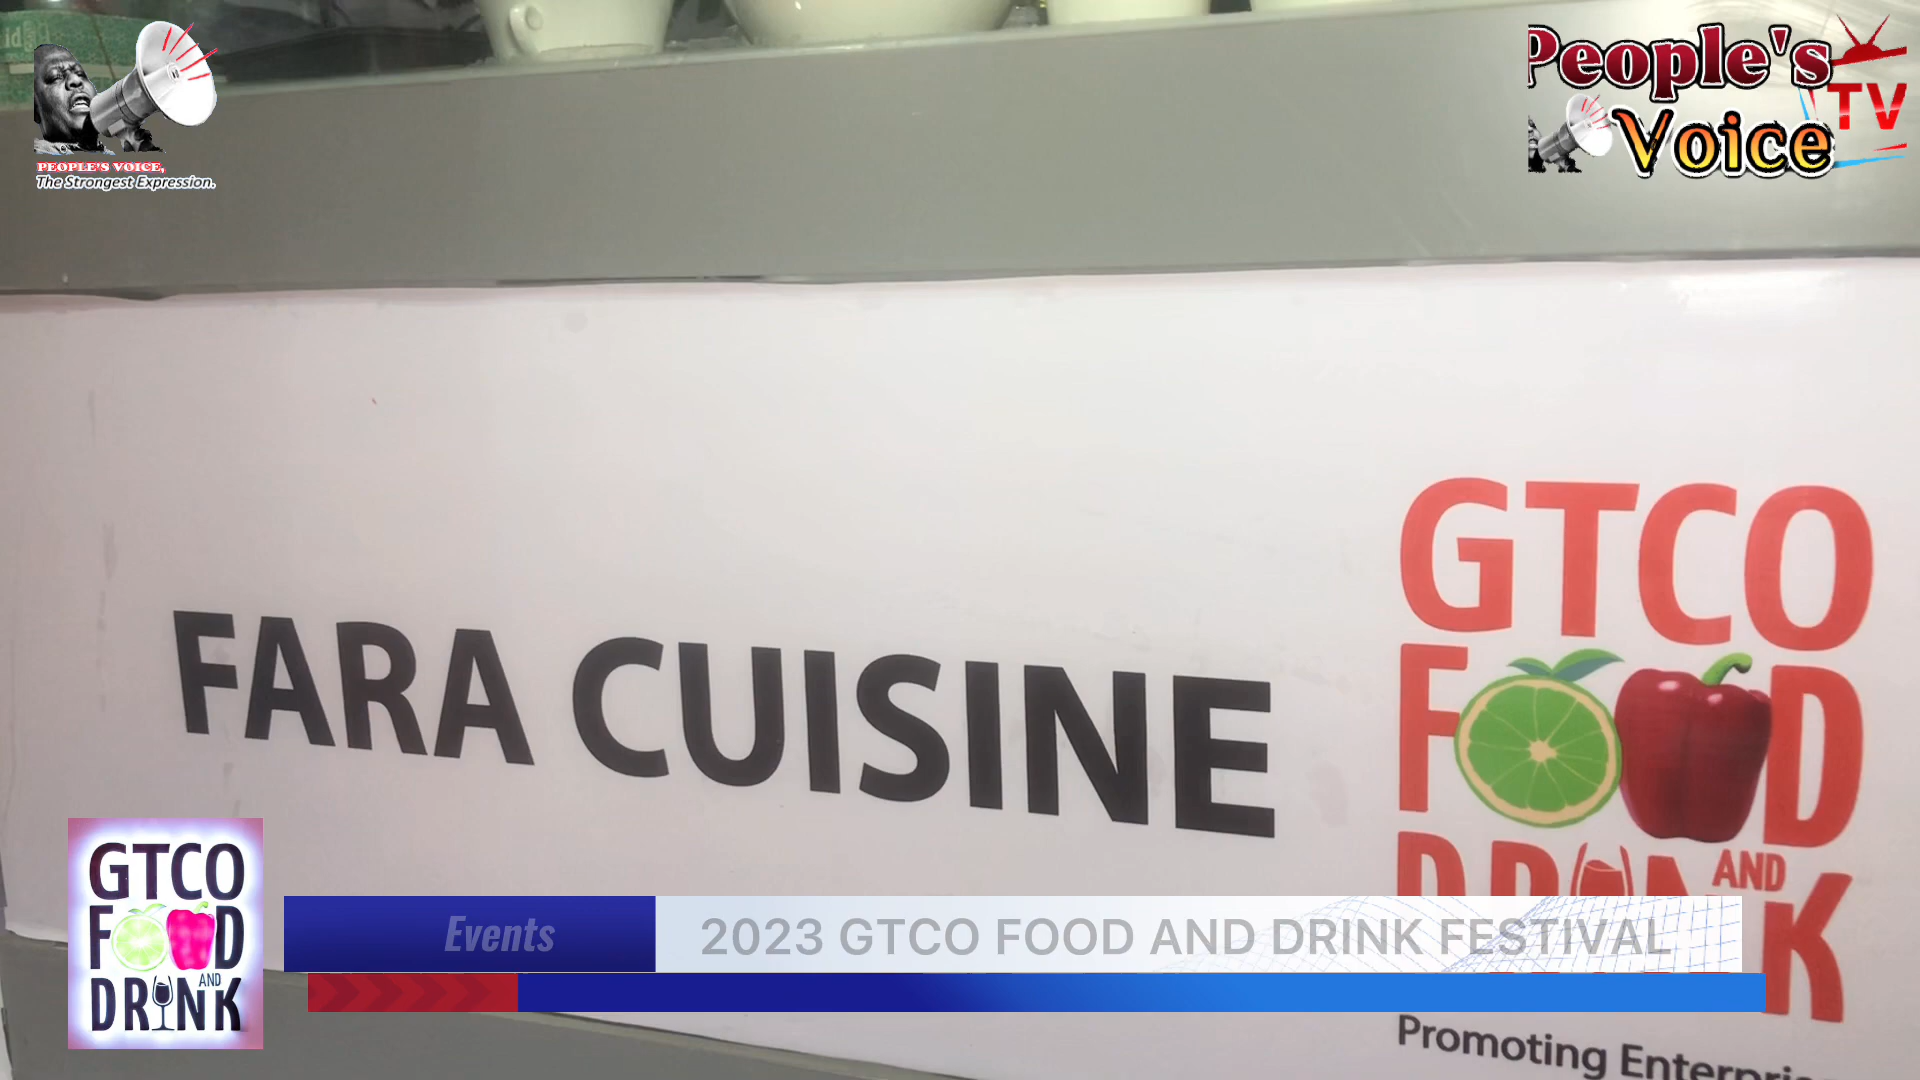 PEOPLE'S VOICE,
The Strongest Expression.
People's
Voice
TV
FARA CUISINE
GTCO
FOOD
AND
DRINK
Promoting
GTCO
FOOD
AND
DRINK
Events
2023 GTCO FOOD AND DRINK FESTIVAL